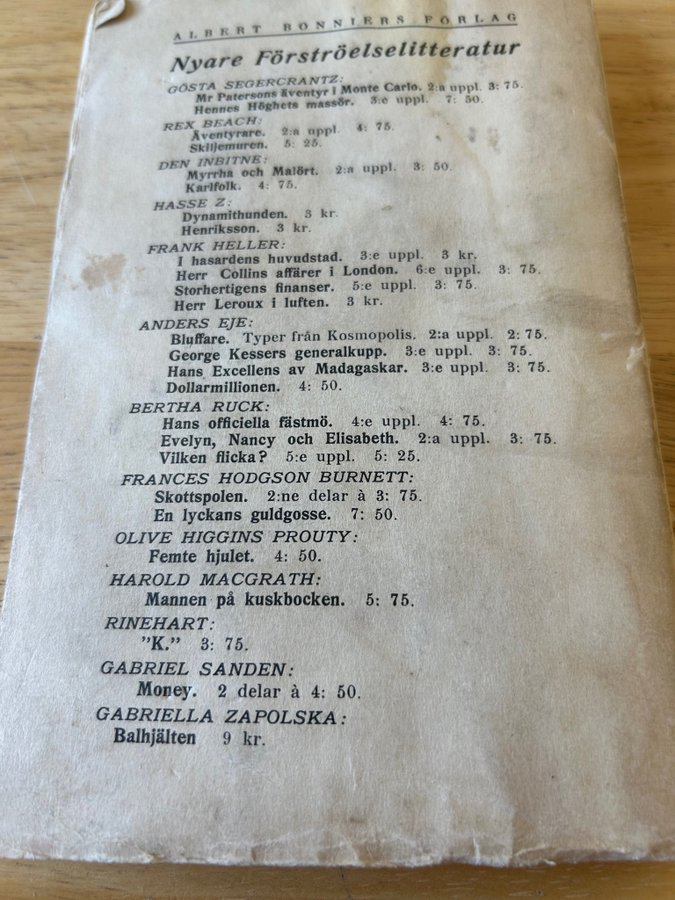 ALBERT BONNIERS FÖRLAG
Nyare Förströelselitteratur
GÖSTA SEGERCRANTZ:
Mr Patersons äventyr i Monte Carlo. 2:a uppl. 3: 75.
Hennes Höghets massör. 3:e uppl. 7: 50.
REX BEACH:
Äventyrare. 2:a uppl. 4: 75.
Skiljemuren. 5: 25.
DEN INBITNE:
Myrrha och Malört. 2:a uppl. 3: 50.
Karlfolk. 4: 75.
HASSE Z:
Dynamithunden. 3 kr.
Henriksson. 3 kr.
FRANK HELLER:
I hasardens huvudstad. 3:e uppl. 3 kr.
Herr Collins affärer i London. 6:e uppl. 3: 75.
Storhertigens finanser. 5:e uppl. 3: 75.
Herr Leroux i luften. 3 kr.
ANDERS EJE:
Bluffare. Typer från Kosmopolis. 2:a uppl. 2: 75.
George Kessers generalkupp. 3:e uppl. 3: 75.
Hans Excellens av Madagaskar. 3:e uppl. 3: 75.
Dollarmillionen. 4: 50.
BERTHA RUCK:
Hans officiella fästmö. 4:e uppl. 4: 75.
Evelyn, Nancy och Elisabeth. 2:a uppl. 3: 75.
Vilken flicka? 5:e uppl. 5: 25.
FRANCES HODGSON BURNETT:
Skottspolen. 2:ne delar à 3: 75.
En lyckans guldgosse. 7: 50.
OLIVE HIGGINS PROUTY:
Femte hjulet. 4: 50.
HAROLD MACGRATH:
Mannen på kuskbocken. 5: 75.
RINEHART:
"K." 3: 75.
GABRIEL SANDEN:
Money. 2 delar à 4: 50.
GABRIELLA ZAPOLSKA:
Balhjälten 9 kr.